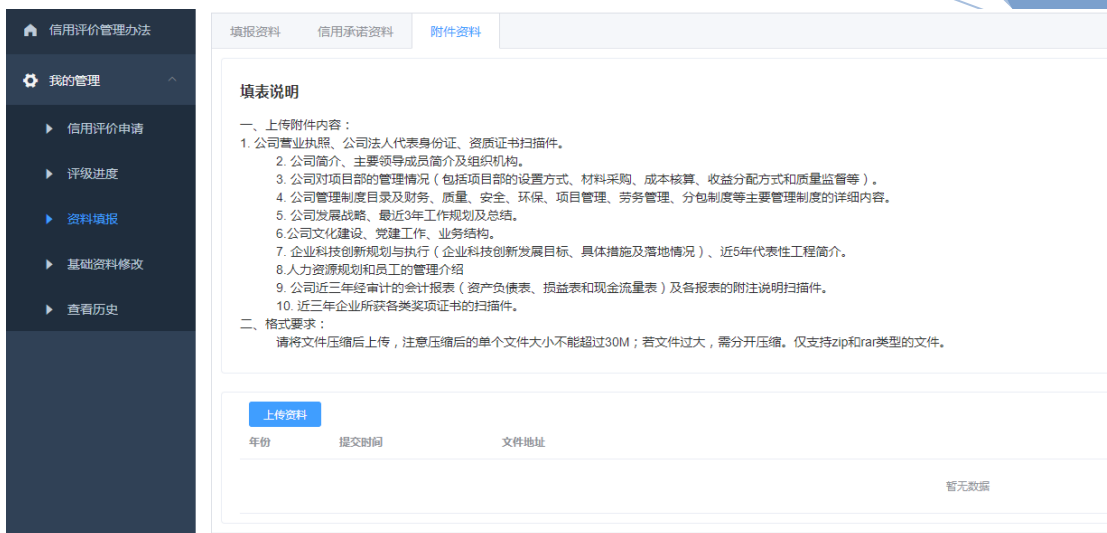 信用评价管理办法
我的管理
信用评价申请
评级进度
资料填报
基础资料修改
查看历史
填报资料
信用承诺资料
附件资料
填表说明
一、上传附件内容：
1. 公司营业执照、公司法人代表身份证、资质证书扫描件。
2. 公司简介、主要领导成员简介及组织机构。
3. 公司对项目部的管理情况（包括项目部的设置方式、材料采购、成本核算、收益分配方式和质量监督等）。
4. 公司管理制度目录及财务、质量、安全、环保、项目管理、劳务管理、分包制度等主要管理制度的详细内容。
5. 公司发展战略、最近3年工作规划及总结。
6.公司文化建设、党建工作、业务结构。
7. 企业科技创新规划与执行（企业科技创新发展目标、具体措施及落地情况）、近5年代表性工程简介。
8.人力资源规划和员工的管理介绍
9. 公司近三年经审计的会计报表（资产负债表、损益表和现金流量表）及各报表的附注说明扫描件。
10. 近三年企业所获各类奖项证书的扫描件。
二、格式要求：
请将文件压缩后上传，注意压缩后的单个文件大小不能超过30M；若文件过大，需分开压缩。仅支持zip和rar类型的文件。
上传资料
年份
提交时间
文件地址
暂无数据